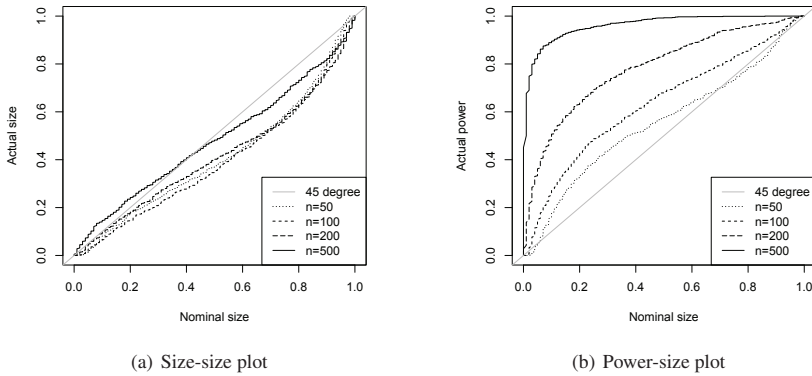 Actual size
1.0
0.8
0.6
0.4
0.2
0.0
45 degree
n=50
n=100
n=200
n=500
0.0 0.2 0.4 0.6 0.8 1.0
Nominal size
(a) Size-size plot
Actual power
1.0
0.8
0.6
0.4
0.2
0.0
45 degree
n=50
n=100
n=200
n=500
0.0 0.2 0.4 0.6 0.8 1.0
Nominal size
(b) Power-size plot